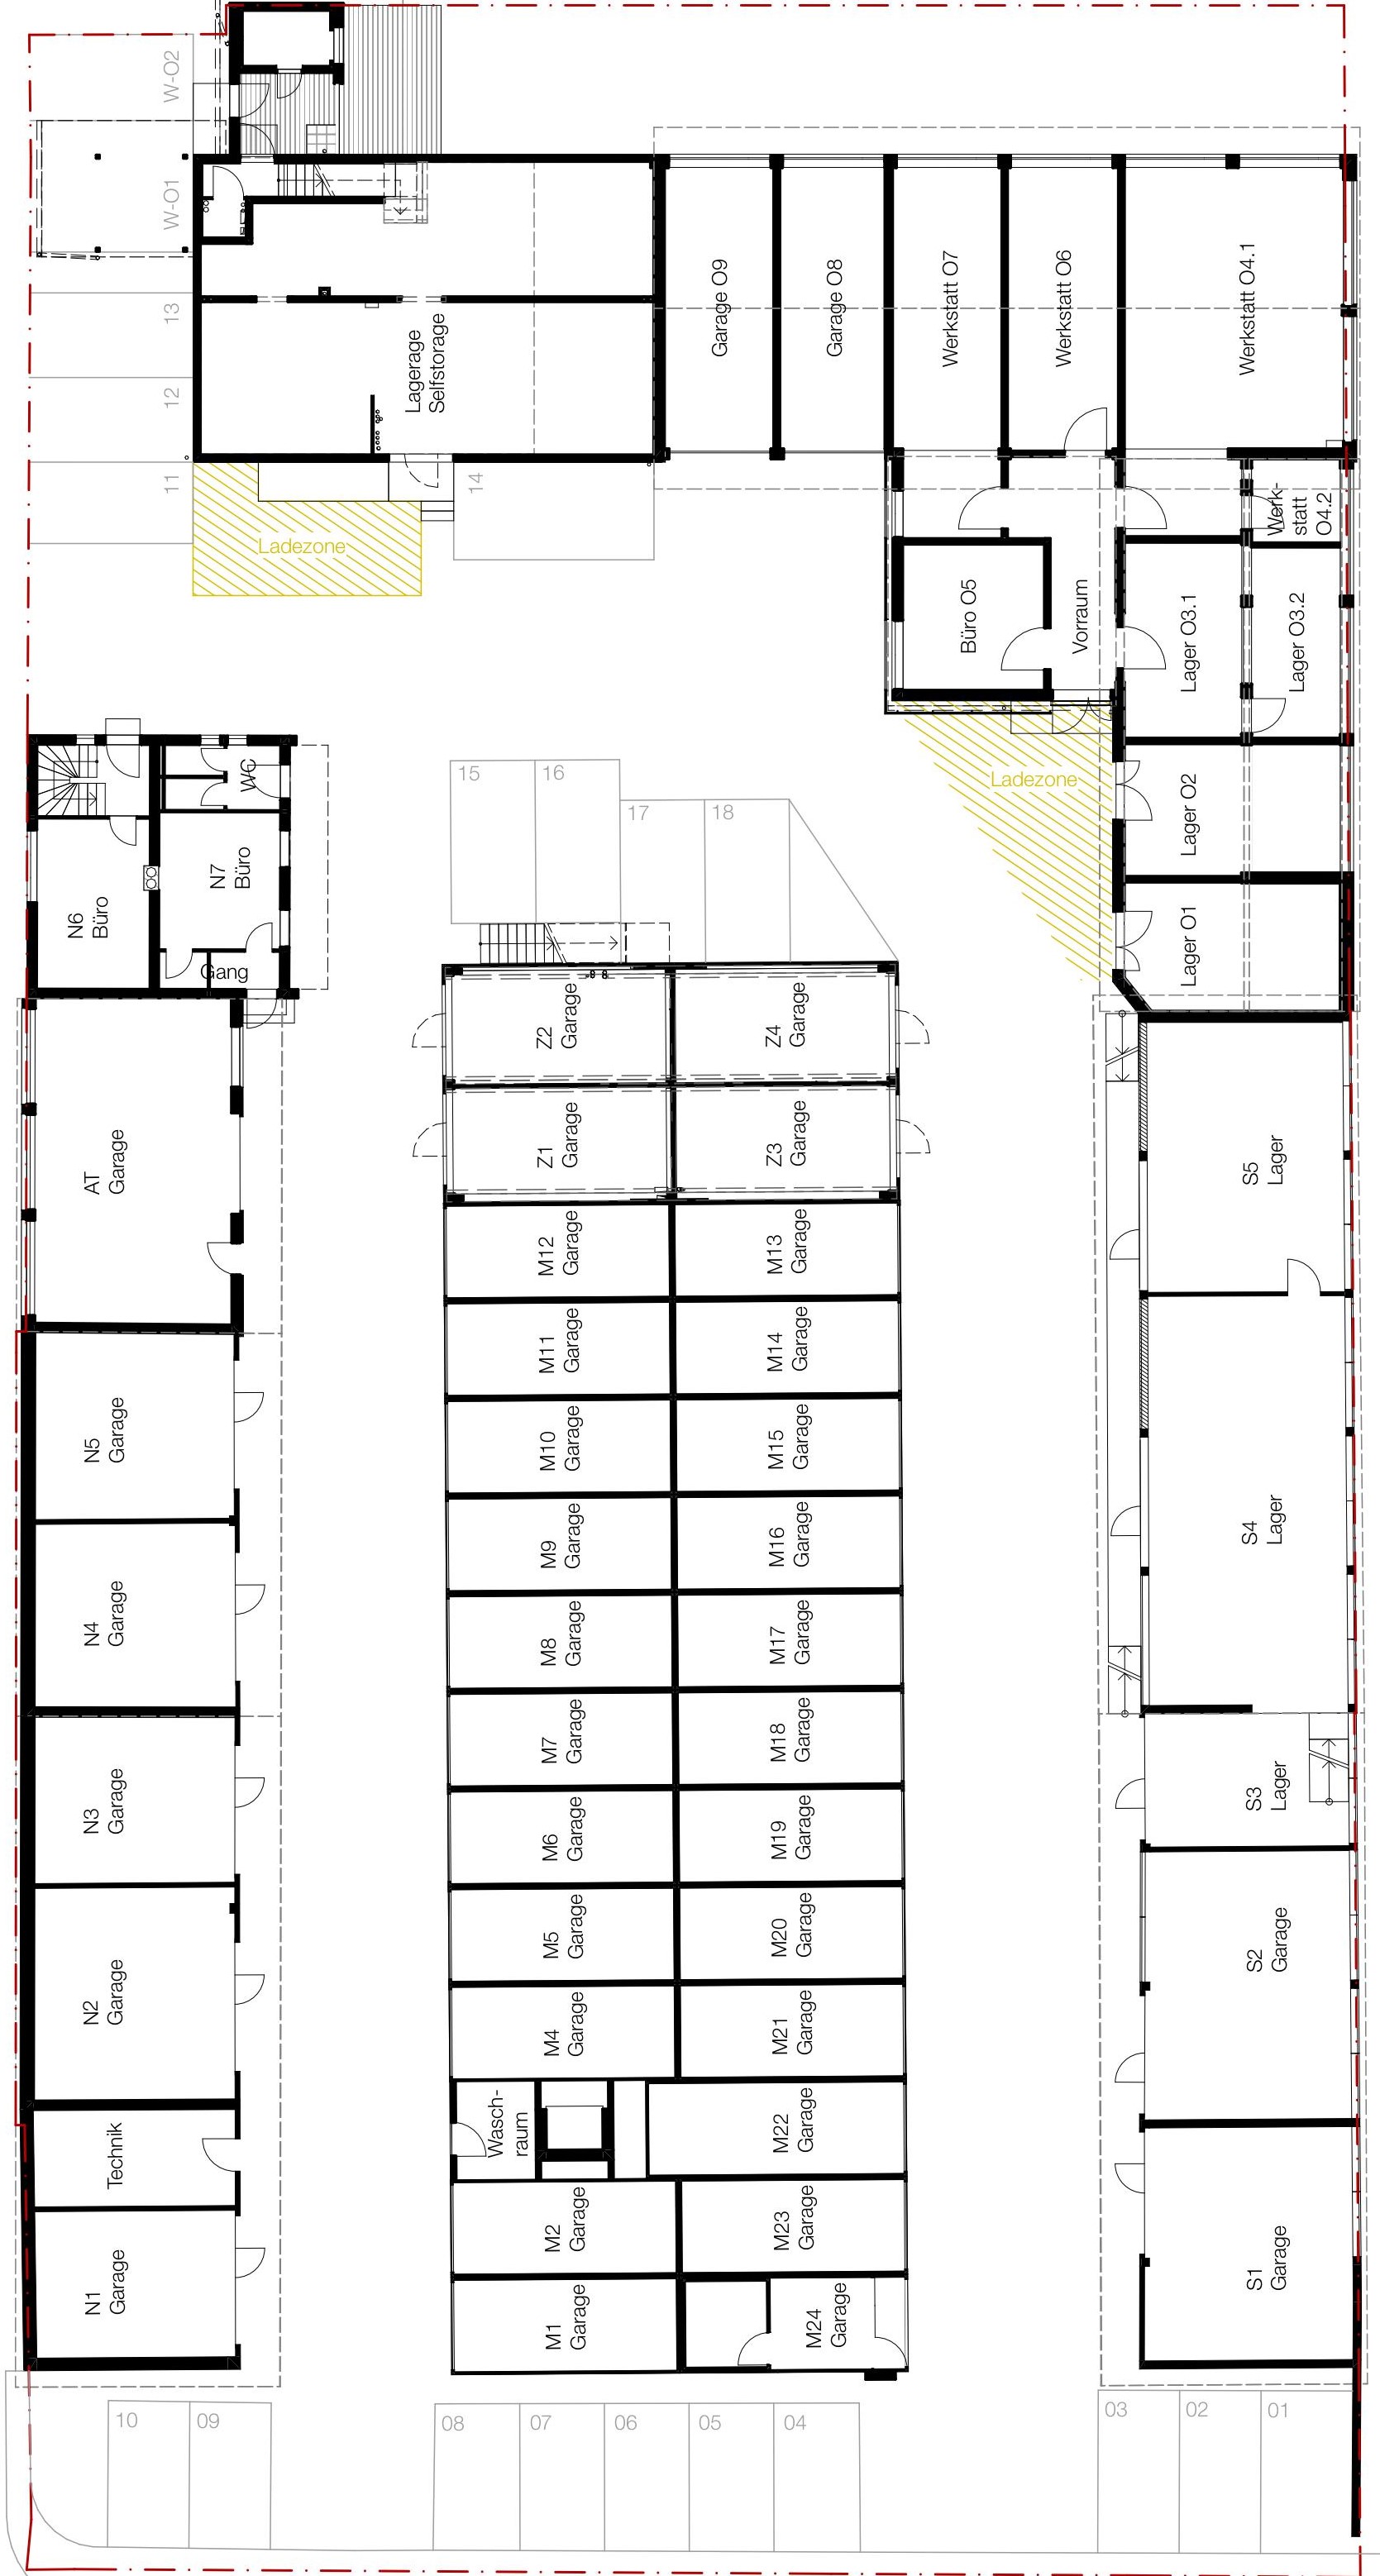 W-O2
W-O1
13
12
11
Ladezone
14
Lagerage
Selfstorage
Garage O9
Garage O8
Werkstatt O7
Werkstatt O6
Werkstatt O4.1
Werk-
statt
O4.2
Büro O5
Vorraum
Lager O3.1
Lager O3.2
Ladezone
Lager O2
Lager O1
WC
N7
Büro
N6
Büro
Gang
15
16
17
18
AT
Garage
N5
Garage
N4
Garage
N3
Garage
N2
Garage
Technik
N1
Garage
Z2
Garage
Z4
Garage
Z1
Garage
Z3
Garage
M12
Garage
M13
Garage
M11
Garage
M14
Garage
M10
Garage
M15
Garage
M9
Garage
M16
Garage
M8
Garage
M17
Garage
M7
Garage
M18
Garage
M6
Garage
M19
Garage
M5
Garage
M20
Garage
M4
Garage
M21
Garage
Wasch-
raum
M22
Garage
M2
Garage
M23
Garage
M1
Garage
M24
Garage
S5
Lager
S4
Lager
S3
Lager
S2
Garage
S1
Garage
10
09
08
07
06
05
04
03
02
01